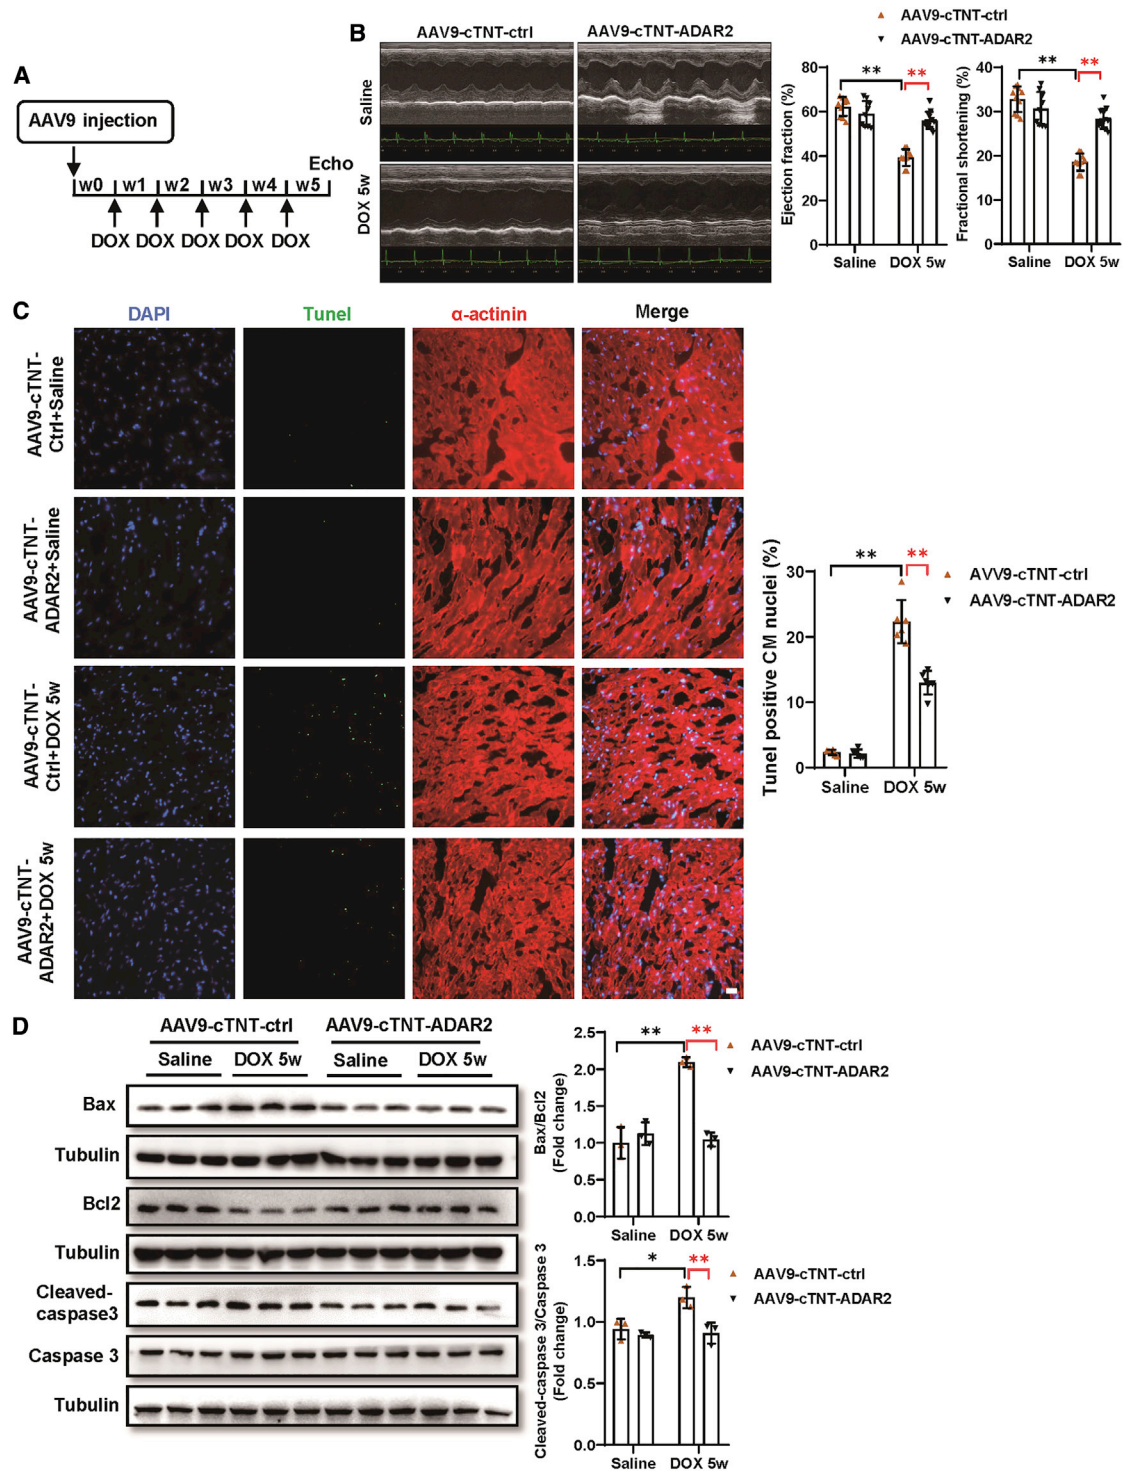 A
AAV9 injection
Echo
w0 w1 w2 w3 w4 w5
DOX DOX DOX DOX DOX
B
AAV9-cTNT-ctrl AAV9-cTNT-ADAR2
Saline
DOX 5w
AAV9-cTNT-ctrl
AAV9-cTNT-ADAR2
Ejection fraction (%)
80
60
40
20
0
** **
Saline DOX 5w
Fractional shortening (%)
40
30
20
10
0
** **
Saline DOX 5w
C
DAPI Tunel α-actinin Merge
AAV9-cTNT-
Ctrl+Saline
AAV9-cTNT-
ADAR2+Saline
AAV9-cTNT-
Ctrl+DOX 5w
AAV9-cTNT-
ADAR2+DOX 5w
Tunel positive CM nuclei (%)
30
20
10
0
** **
Saline DOX 5w
AVV9-cTNT-ctrl
AAV9-cTNT-ADAR2
D
AAV9-cTNT-ctrl AAV9-cTNT-ADAR2
Saline DOX 5w Saline DOX 5w
Bax
Tubulin
Bcl2
Tubulin
Cleaved-
caspase3
Caspase 3
Tubulin
Bax/Bcl2
(Fold change)
2.5
2.0
1.5
1.0
0.5
0.0
** **
Saline DOX 5w
AAV9-cTNT-ctrl
AAV9-cTNT-ADAR2
Cleaved-caspase 3/Caspase 3
(Fold change)
1.5
1.0
0.5
0.0
* **
Saline DOX 5w
AAV9-cTNT-ctrl
AAV9-cTNT-ADAR2